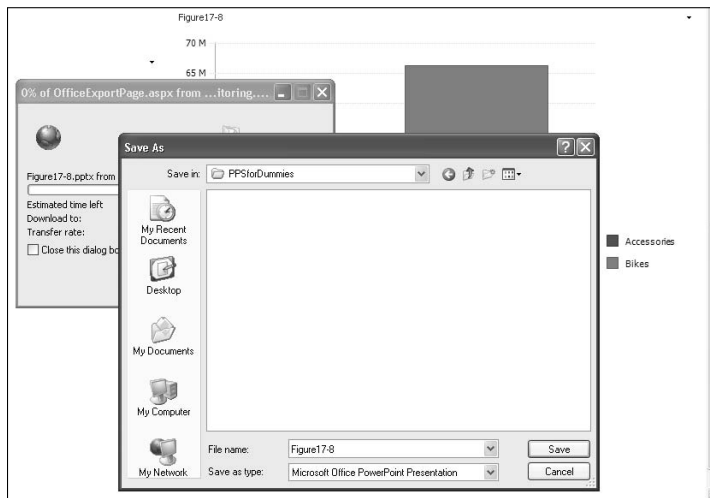 Figure17-8
70 M
65 M
0% of OfficeExportPage.aspx from ...itoring....
Figure17-8.pptx from
Estimated time left
Download to:
Transfer rate:
Close this dialog bo
Save As
Save in:
PPSforDummies
My Recent
Documents
Desktop
My Documents
My Computer
My Network
File name:
Figure17-8
Save
Save as type:
Microsoft Office PowerPoint Presentation
Cancel
Accessories
Bikes